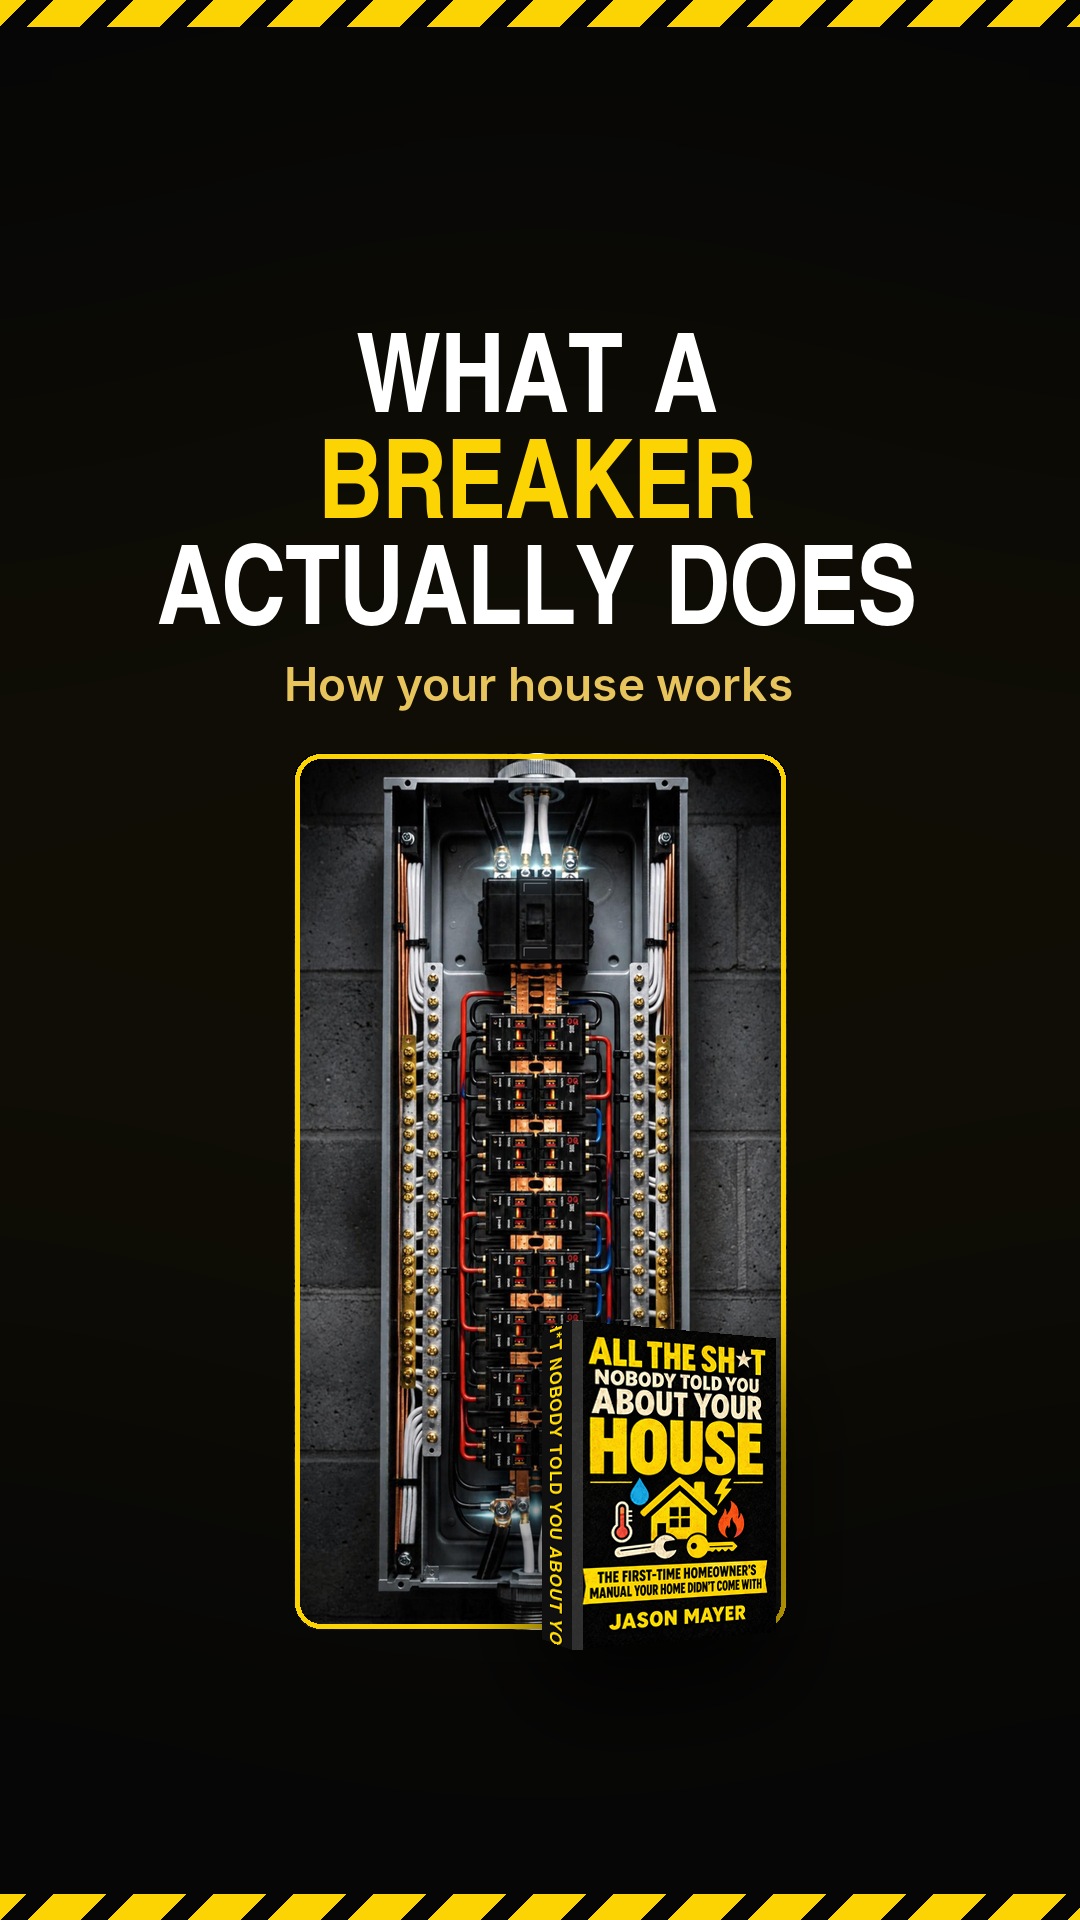 WHAT A
BREAKER
ACTUALLY DOES
How your house works
ALL THE SH★T
NOBODY TOLD YOU
ABOUT YOUR
HOUSE
THE FIRST-TIME HOMEOWNER'S
MANUAL YOUR HOME DIDN'T COME WITH
JASON MAYER
NOBODY TOLD YOU ABOUT YO